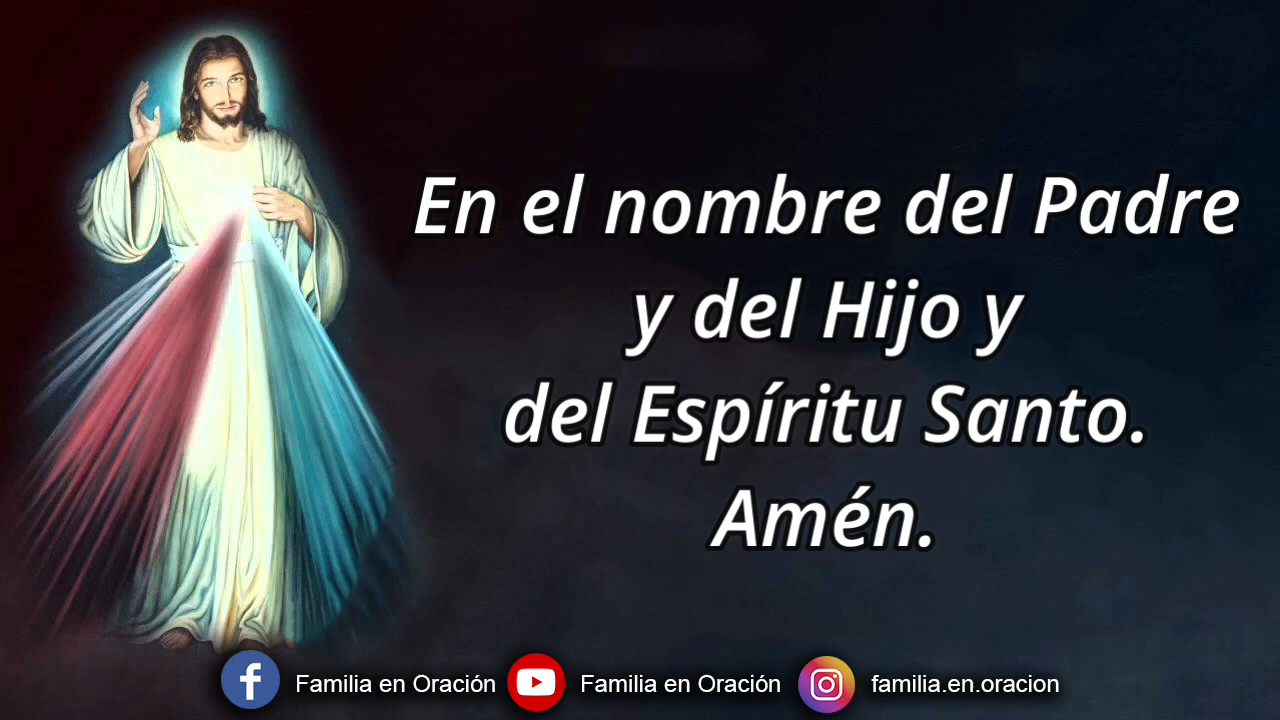 En el nombre del Padre
y del Hijo y
del Espíritu Santo.
Amén.
Familia en Oración Familia en Oración familia.en.oracion